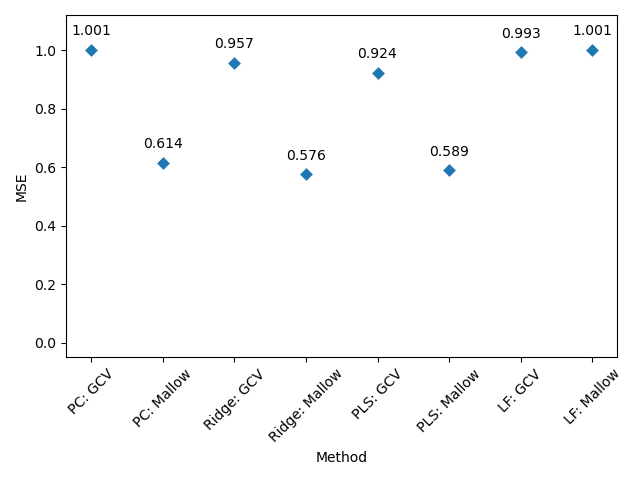 1.001
0.957
0.924
0.993
1.001
0.614
0.576
0.589
1.0
0.8
0.6
0.4
0.2
0.0
MSE
PC: GCV
PC: Mallow
Ridge: GCV
Ridge: Mallow
PLS: GCV
PLS: Mallow
LF: GCV
LF: Mallow
Method